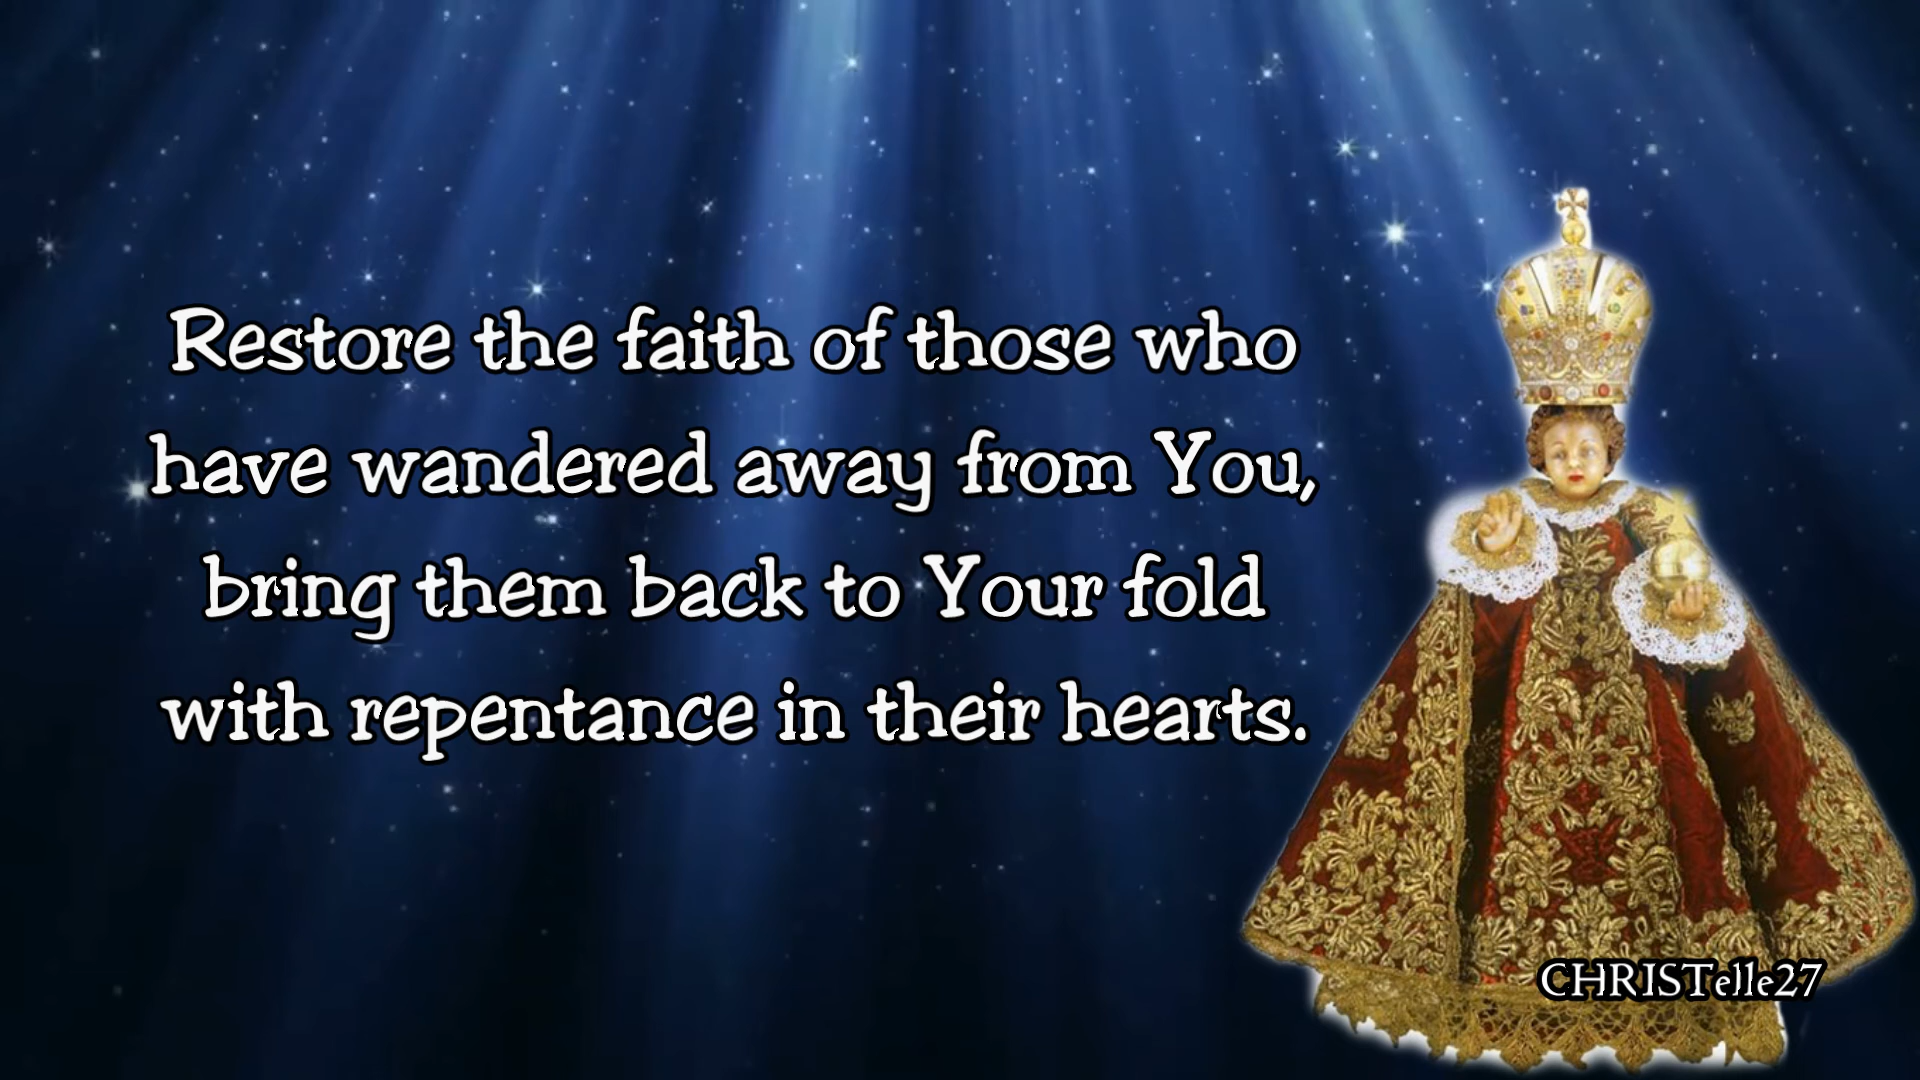 Restore the faith of those who
have wandered away from You,
bring them back to Your fold
with repentance in their hearts.
CHRISTelle27